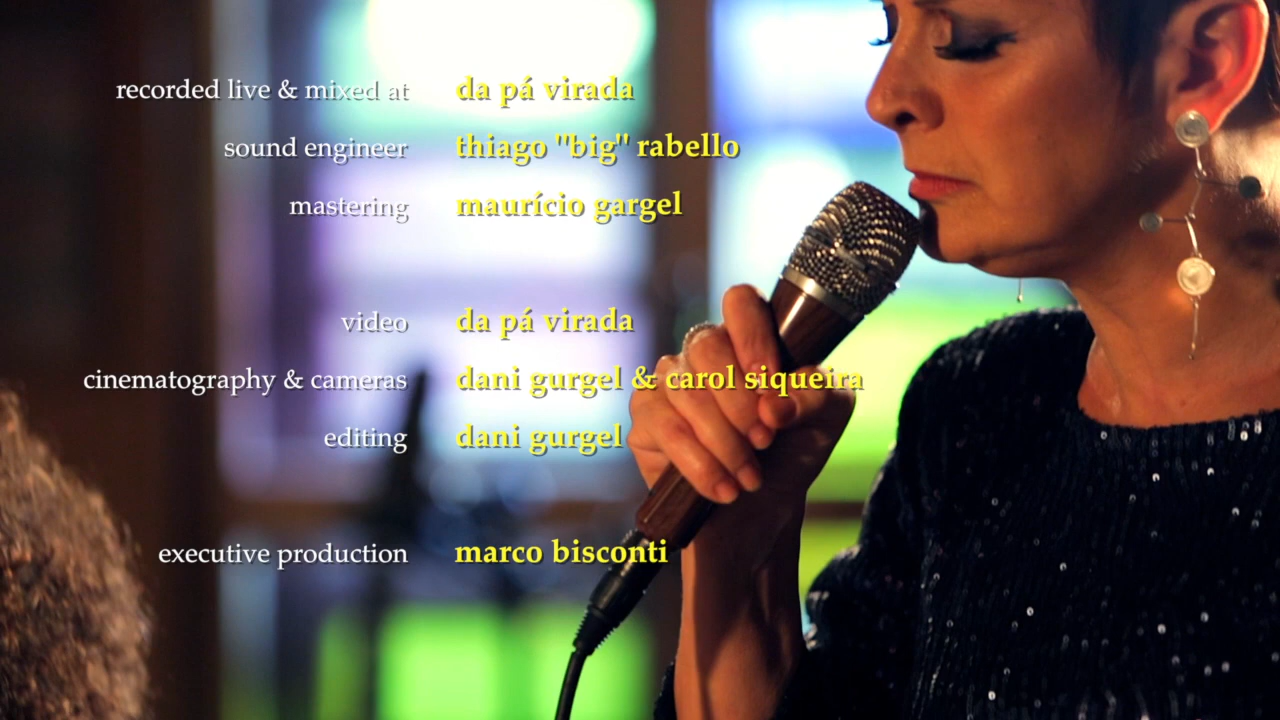 recorded live & mixed at da pá virada
sound engineer thiago "big" rabello
mastering maurício gargel
video da pá virada
cinematography & cameras dani gurgel & carol siqueira
editing dani gurgel
executive production marco bisconti